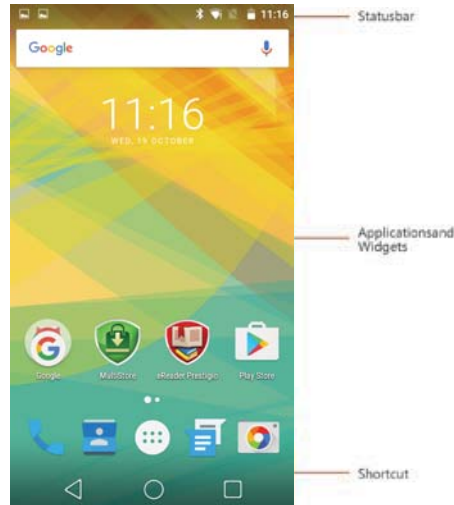 11:16
Statusbar
Google
11:16
WED, 19 OCTOBER
Applicationsand
Widgets
Google
MultiStore
eReader Prestigio
Play Store
Shortcut